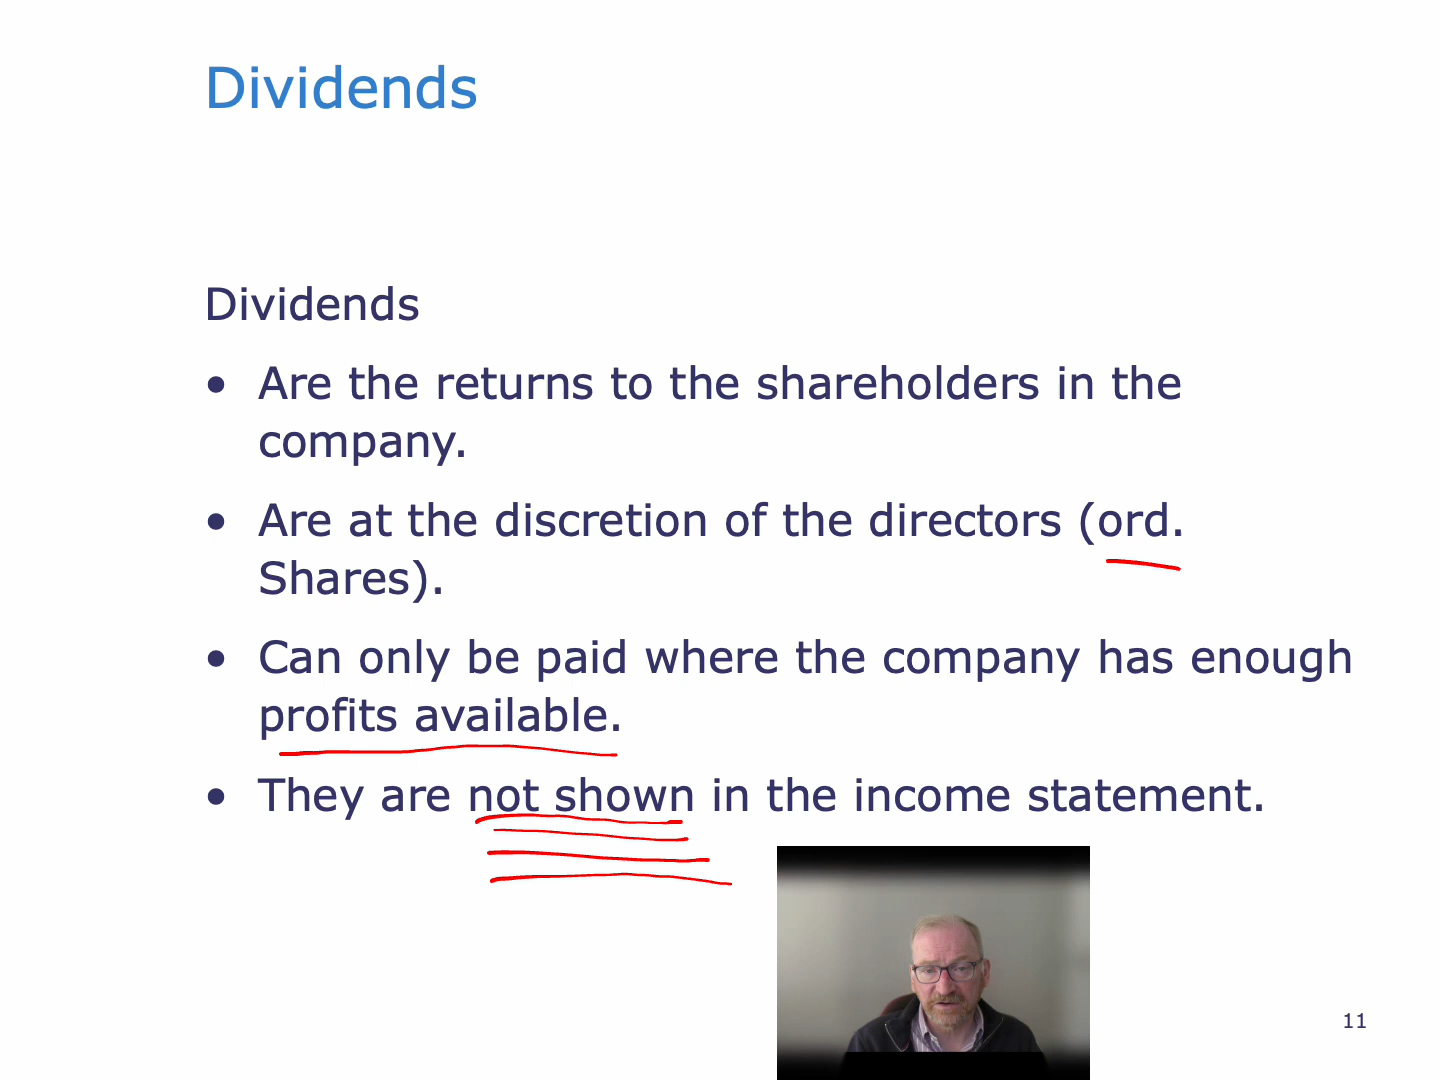 Dividends
Dividends
• Are the returns to the shareholders in the
company.
• Are at the discretion of the directors (ord.
Shares).
• Can only be paid where the company has enough
profits available.
• They are not shown in the income statement.
11